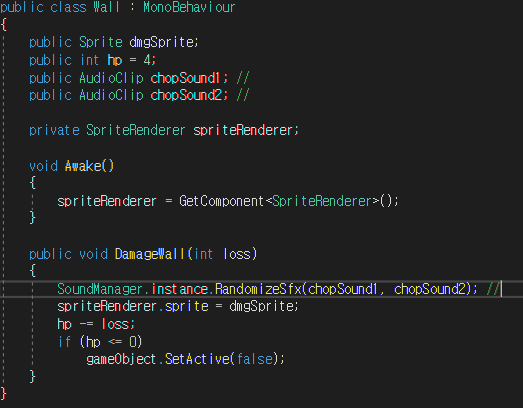 public class Wall : MonoBehaviour
{
public Sprite dmgSprite;
public int hp = 4;
public AudioClip chopSound1; //
public AudioClip chopSound2; //
private SpriteRenderer spriteRenderer;
void Awake()
{
spriteRenderer = GetComponent<SpriteRenderer>();
}
public void DamageWall(int loss)
{
SoundManager.instance.RandomizeSfx(chopSound1, chopSound2); //
spriteRenderer.sprite = dmgSprite;
hp -= loss;
if (hp <= 0)
gameObject.SetActive(false);
}
}